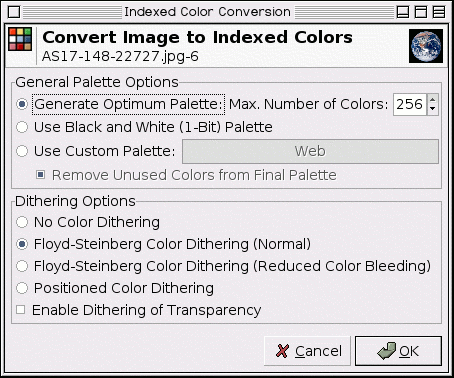 Indexed Color Conversion
Convert Image to Indexed Colors
AS17-148-22727.jpg-6
General Palette Options
Generate Optimum Palette: Max. Number of Colors: 256
Use Black and White (1-Bit) Palette
Use Custom Palette: Web
Remove Unused Colors from Final Palette
Dithering Options
No Color Dithering
Floyd-Steinberg Color Dithering (Normal)
Floyd-Steinberg Color Dithering (Reduced Color Bleeding)
Positioned Color Dithering
Enable Dithering of Transparency
Cancel OK